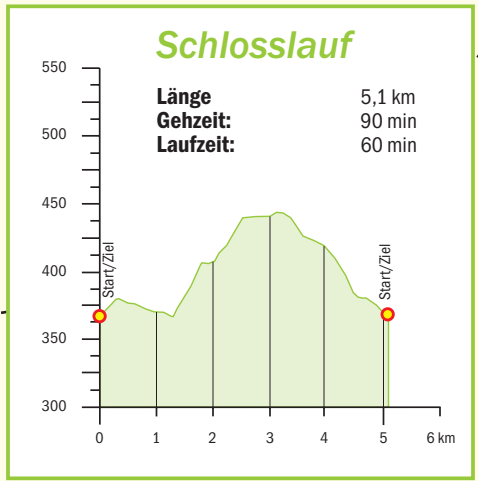 Schlosslauf
Länge 5,1 km
Gehzeit: 90 min
Laufzeit: 60 min
550
500
450
400
350
300
Start/Ziel
Start/Ziel
0 1 2 3 4 5 6 km